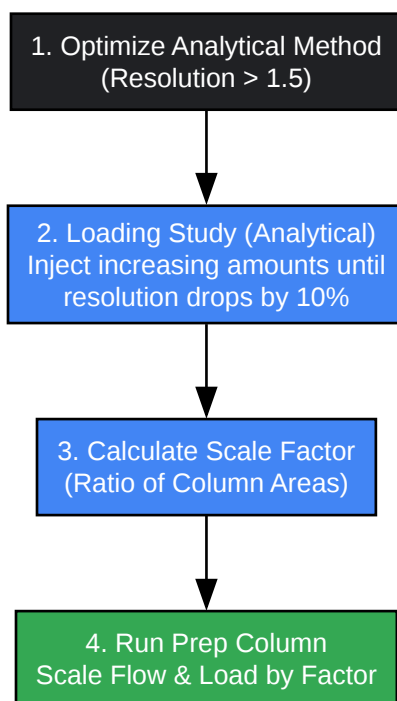 1. Optimize Analytical Method
(Resolution > 1.5)
2. Loading Study (Analytical)
Inject increasing amounts until
resolution drops by 10%
3. Calculate Scale Factor
(Ratio of Column Areas)
4. Run Prep Column
Scale Flow & Load by Factor